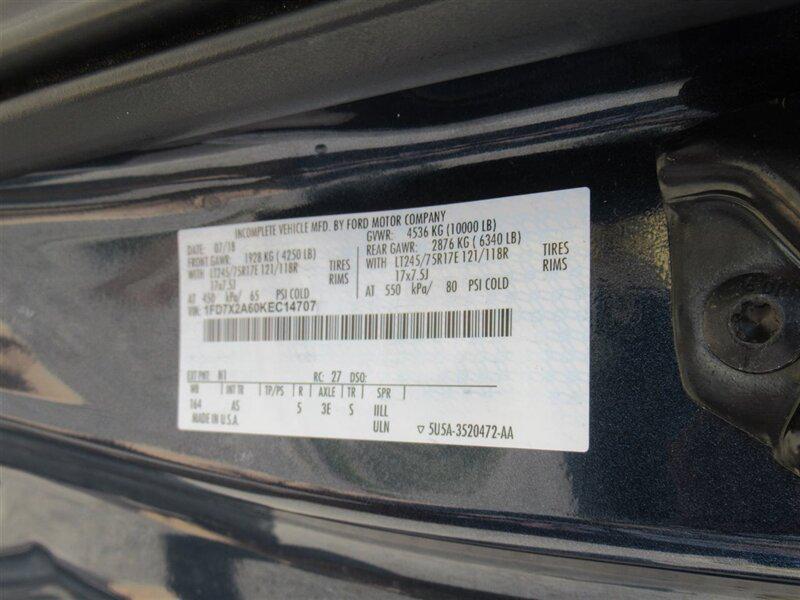 INCOMPLETE VEHICLE MFD. BY FORD MOTOR COMPANY
DATE: 07/18 GVWR: 4536 KG (10000 LB)
FRONT GAWR: 1928 KG ( 4250 LB) REAR GAWR: 2876 KG ( 6340 LB)
WITH LT245/75R17E 121/118R TIRES WITH LT245/75R17E 121/118R TIRES
17x7.5J RIMS 17x7.5J RIMS
AT 450 kPa/ 65 PSI COLD AT 550 kPa/ 80 PSI COLD
VIN: 1FD7X2A60KEC14707
EXT PNT: N1 RC: 27 DSO:
WB INT TR TP/PS R AXLE TR SPR
164 AS 5 3E S IILL
MADE IN U.S.A. ULN ▽ 5U5A-3520472-AA